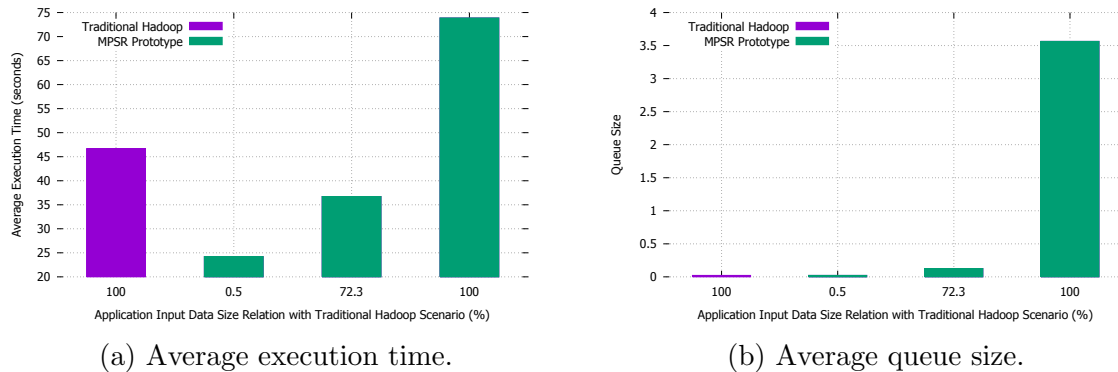 Traditional Hadoop
MPSR Prototype
75
70
65
60
55
50
45
40
35
30
25
20
Average Execution Time (seconds)
100
0.5
72.3
100
Application Input Data Size Relation with Traditional Hadoop Scenario (%)
(a) Average execution time.
Traditional Hadoop
MPSR Prototype
4
3.5
3
2.5
2
1.5
1
0.5
0
Queue Size
100
0.5
72.3
100
Application Input Data Size Relation with Traditional Hadoop Scenario (%)
(b) Average queue size.